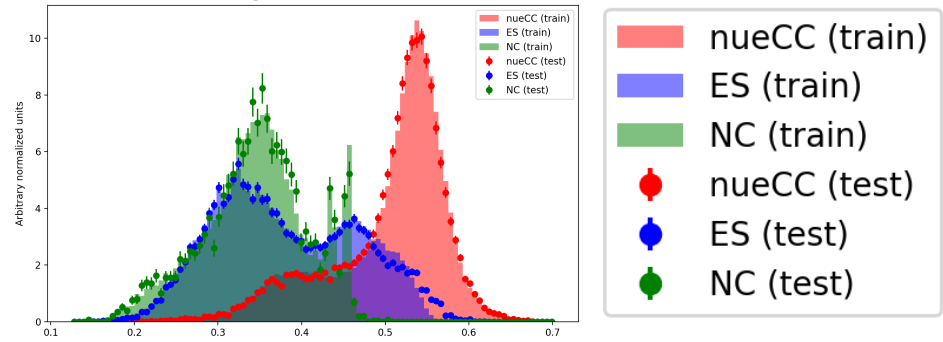 10
8
6
4
2
0
Arbitrary normalized units
0.1 0.2 0.3 0.4 0.5 0.6 0.7
nueCC (train)
ES (train)
NC (train)
nueCC (test)
ES (test)
NC (test)
nueCC (train)
ES (train)
NC (train)
nueCC (test)
ES (test)
NC (test)